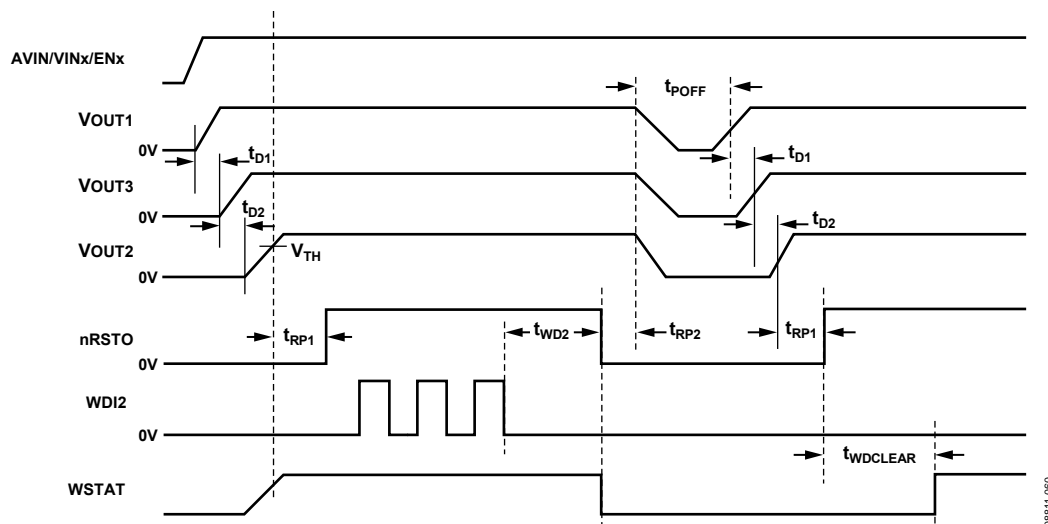 AVIN/VINx/ENx
tPOFF
VOUT1
0V
tD1
tD1
VOUT3
0V
tD2
tD2
VOUT2
VTH
0V
nRSTO
tRP1
tWD2
tRP2
tRP1
0V
WDI2
0V
tWDCLEAR
WSTAT